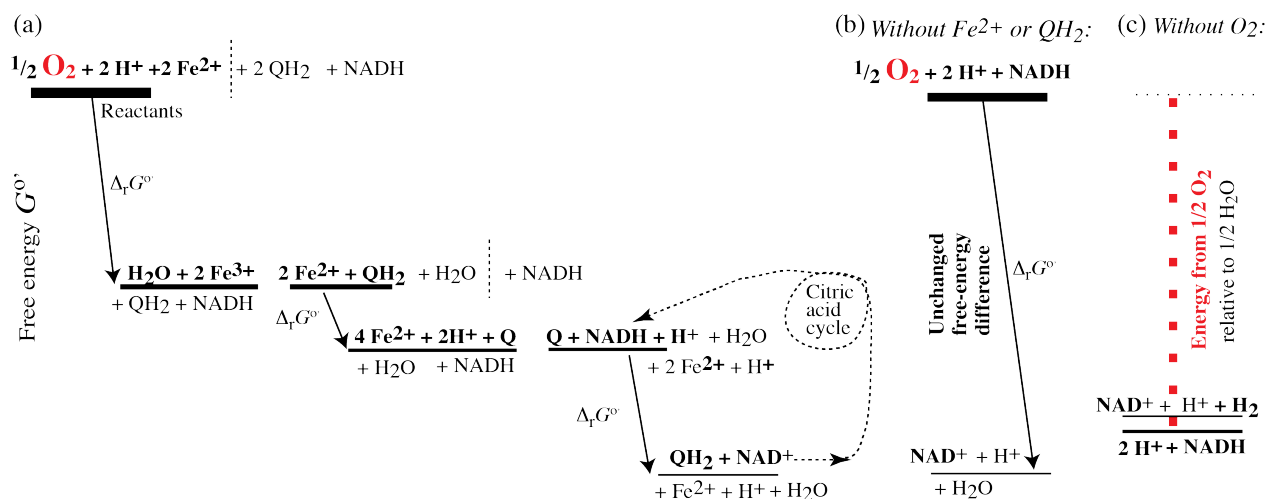 (a)
1/2 O2 + 2 H+ +2 Fe2+ + 2 QH2 + NADH
Reactants
ΔrG°'
Free energy G°'
H2O + 2 Fe3+
+ QH2 + NADH
2 Fe2+ + QH2 + H2O + NADH
ΔrG°'
4 Fe2+ + 2H+ + Q
+ H2O + NADH
Q + NADH + H+ + H2O
+ 2 Fe2+ + H+
Citric
acid
cycle
ΔrG°'
QH2 + NAD+
+ Fe2+ + H+ + H2O
(b) Without Fe2+ or QH2:
1/2 O2 + 2 H+ + NADH
Unchanged
free-energy
difference
ΔrG°'
NAD+ + H+
+ H2O
(c) Without O2:
Energy from 1/2 O2
relative to 1/2 H2O
NAD+ + H+ + H2
2 H+ + NADH